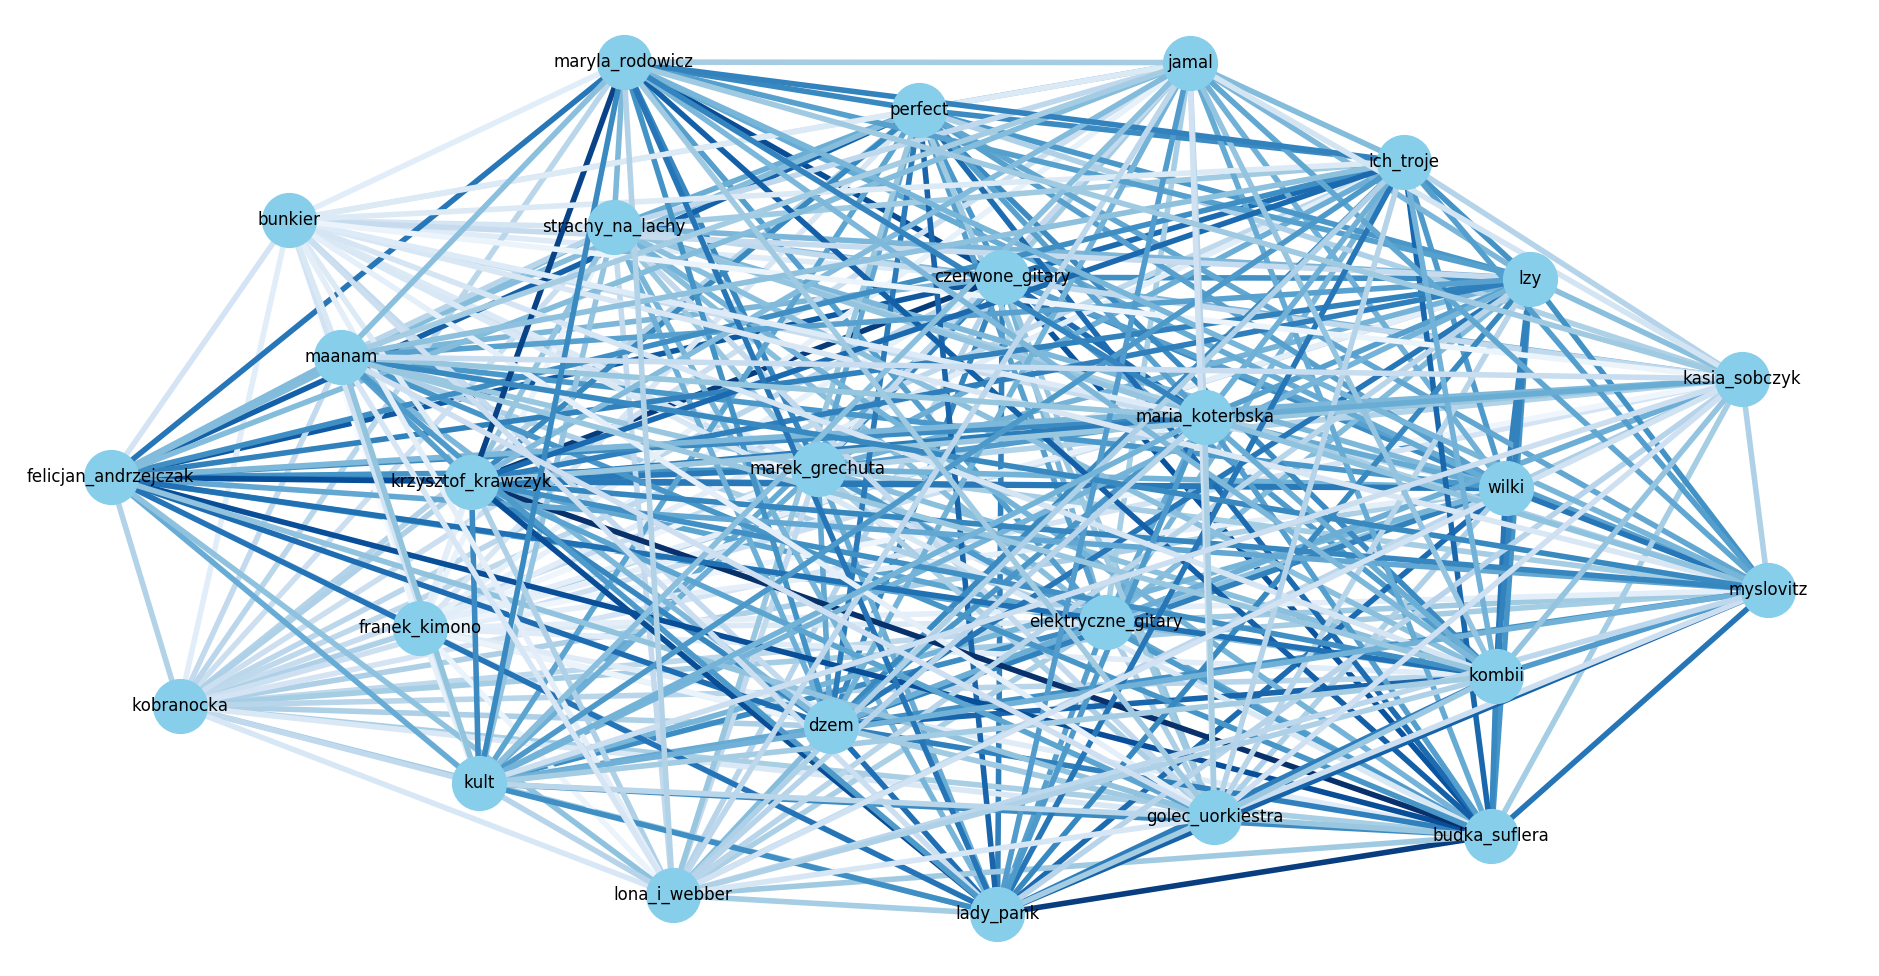 maryla_rodowicz
jamal
perfect
ich_troje
bunkier
strachy_na_lachy
czerwone_gitary
lzy
maanam
kasia_sobczyk
maria_koterbska
felicjan_andrzejczak
krzysztof_krawczyk
marek_grechuta
wilki
myslovitz
franek_kimono
elektryczne_gitary
kombii
kobranocka
dzem
kult
golec_uorkiestra
budka_suflera
lona_i_webber
lady_pank